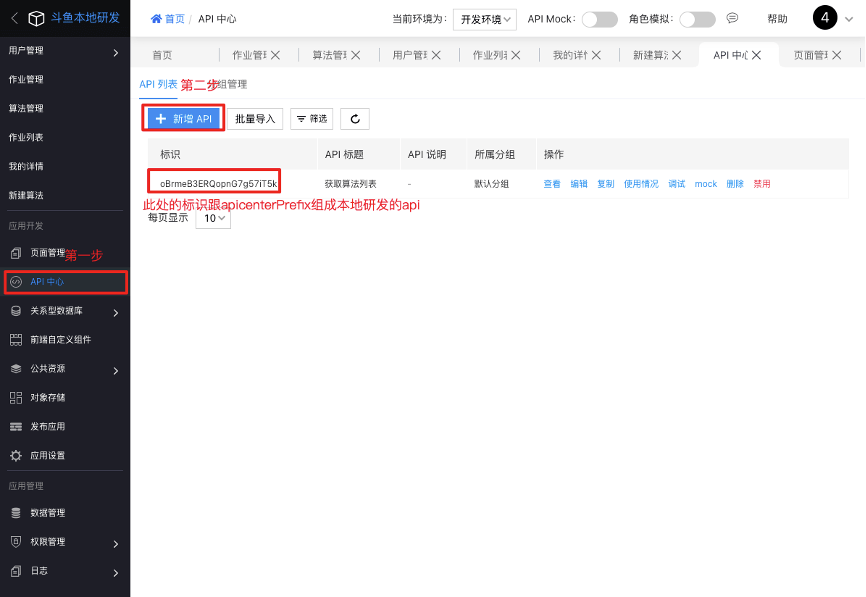 斗鱼本地研发
首页 / API 中心
当前环境为: 开发环境 API Mock: 角色模拟: 帮助 4
用户管理
作业管理
算法管理
作业列表
我的详情
新建算法
应用开发
页面管理
第一步
API 中心
关系型数据库
前端自定义组件
公共资源
对象存储
发布应用
应用设置
应用管理
数据管理
权限管理
日志
首页 作业管 算法管 用户管 作业列 我的详 新建算 API 中 页面管
API 列表 第二步 组管理
新增 API 批量导入 筛选
标识 API 标题 API 说明 所属分组 操作
oBrmeB3ERQopnG7g57iT5k 获取算法列表 - 默认分组 查看 编辑 复制 使用情况 调试 mock 删除 禁用
此处的标识跟apicenterPrefix组成本地研发的api
每页显示 10